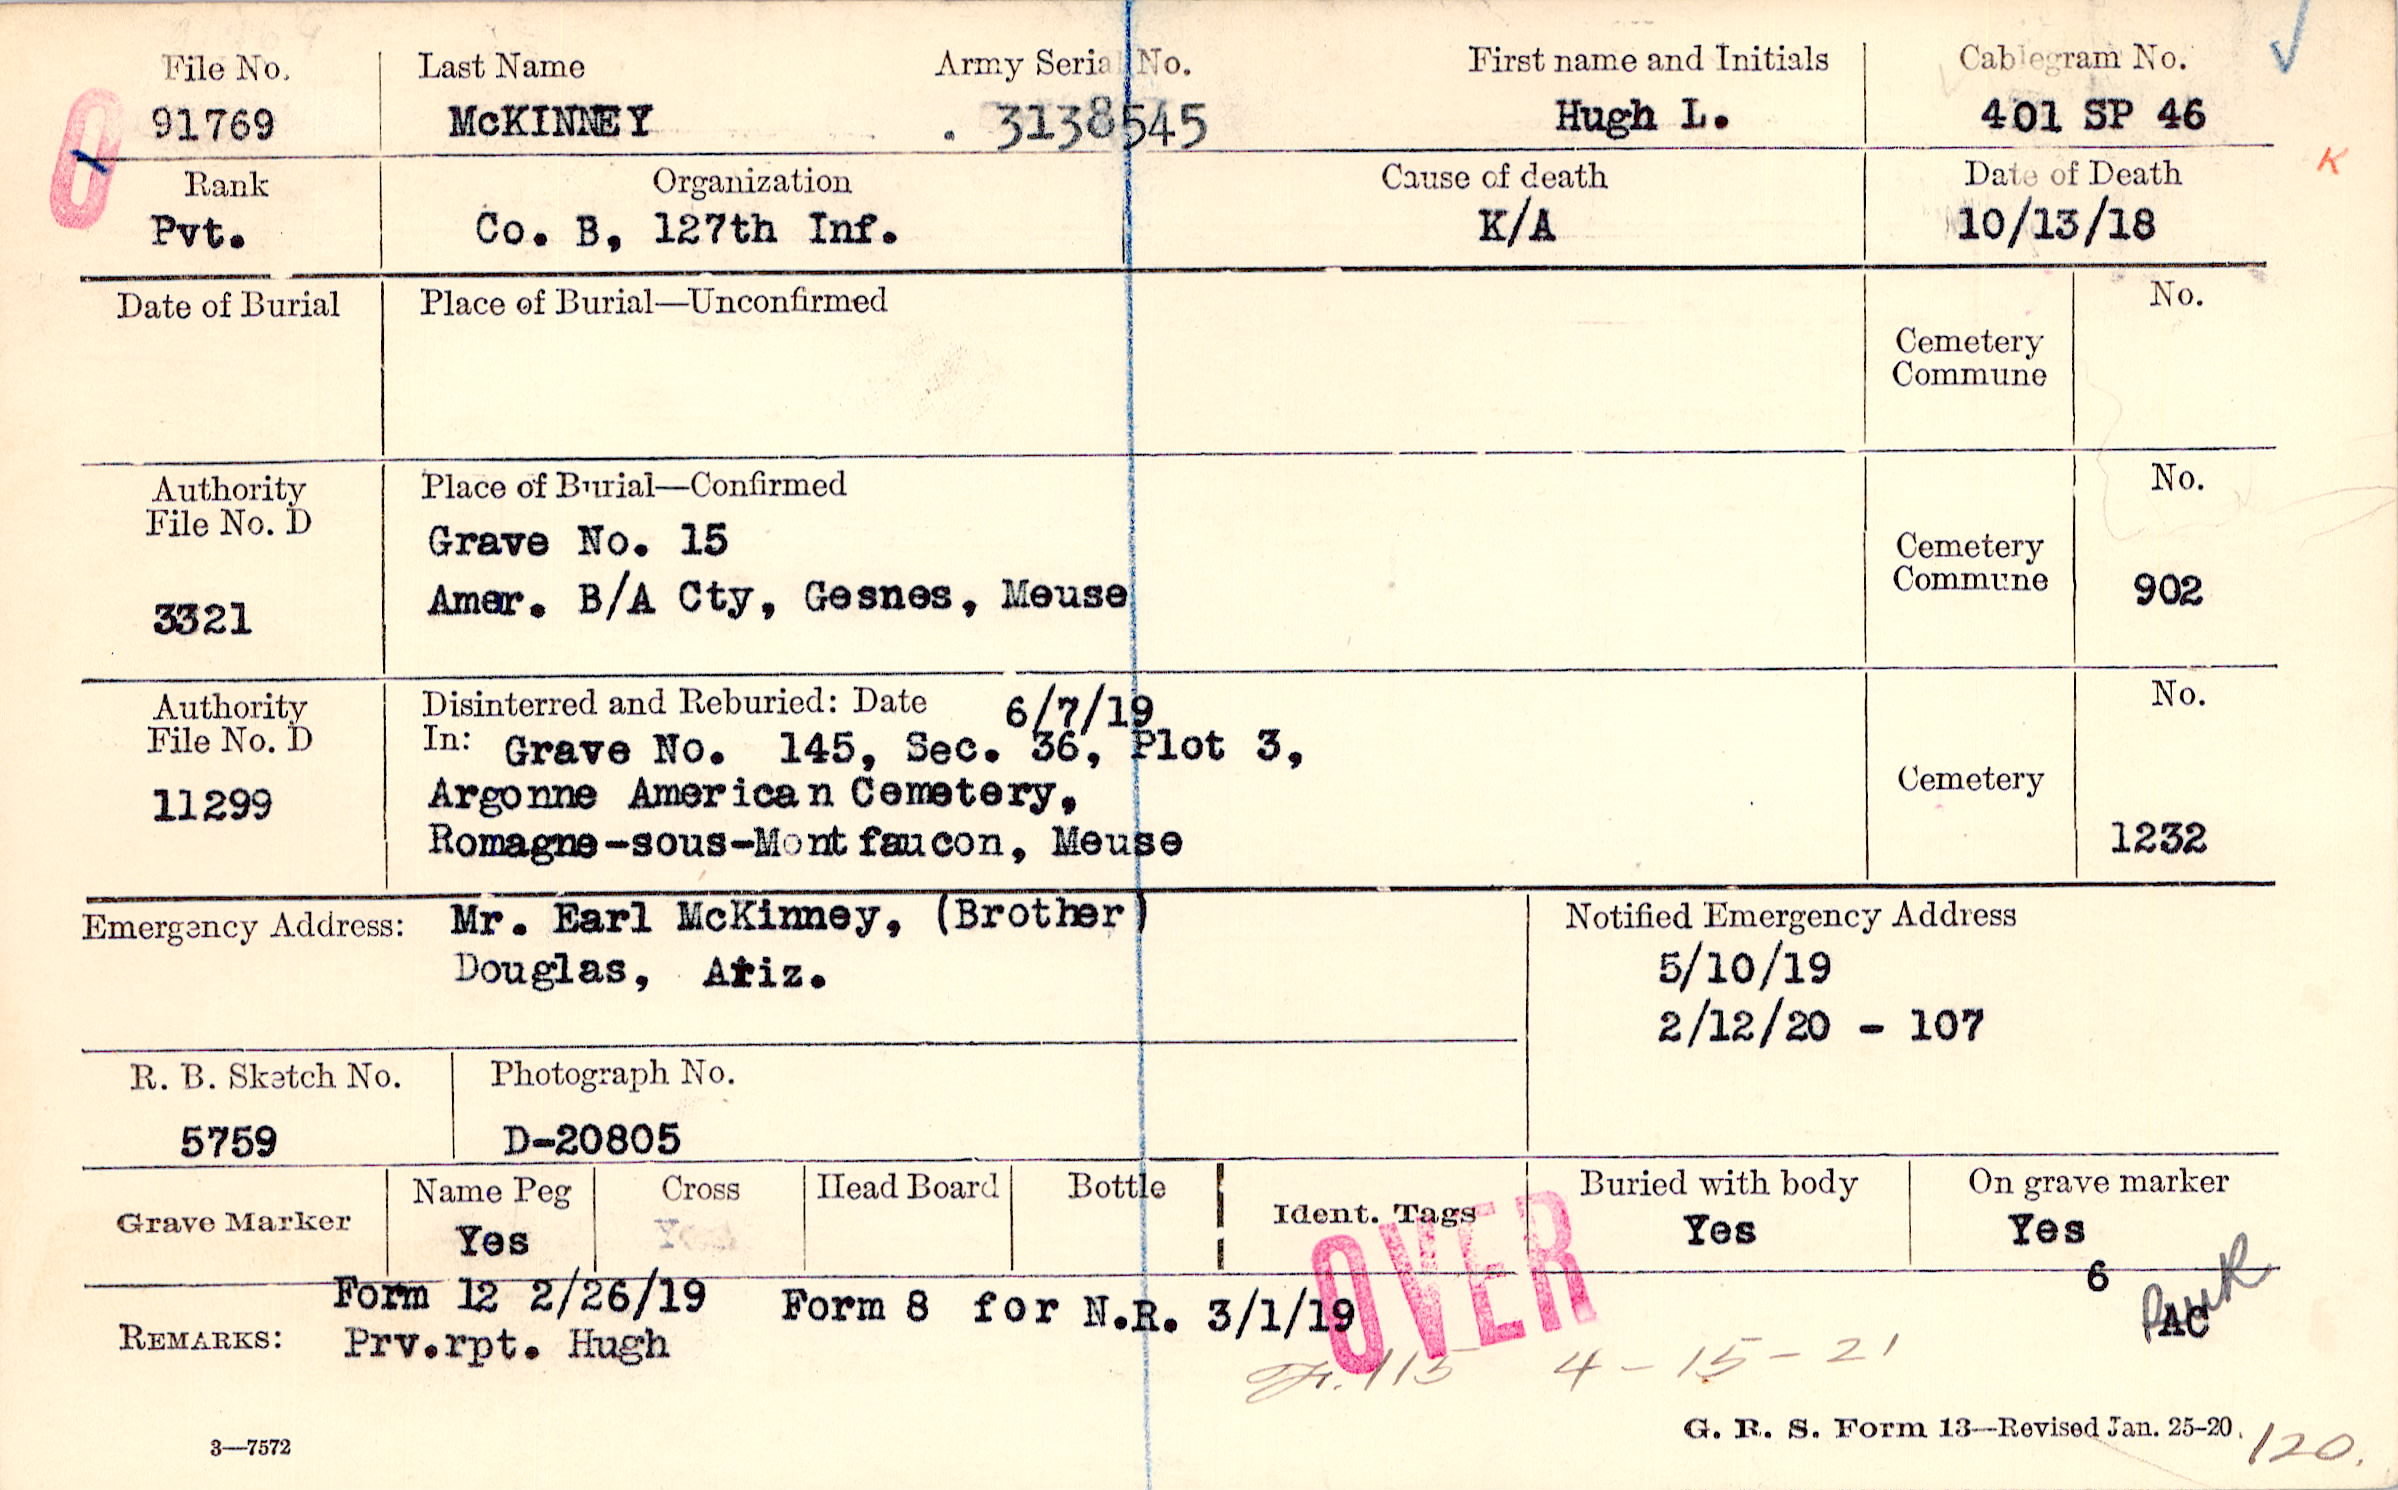 File No. Last Name Army Serial No. First name and Initials Cablegram No.
91769 McKINNEY 3138545 Hugh L. 401 SP 46
K
Rank Organization Cause of death Date of Death
Pvt. Co. B, 127th Inf. K/A 10/13/18
Date of Burial Place of Burial—Unconfirmed No.
Cemetery
Commune
Authority Place of Burial—Confirmed No.
File No. D
Grave No. 15
Cemetery
Commune 902
3321 Amer. B/A Cty, Gesnes, Meuse
Authority Disinterred and Reburied: Date 6/7/19 No.
File No. D In: Grave No. 145, Sec. 36, Plot 3,
11299 Argonne American Cemetery, Cemetery
Romagne-sous-Montfaucon, Meuse 1232
Emergency Address: Mr. Earl McKinney, (Brother) Notified Emergency Address
Douglas, Ariz. 5/10/19
2/12/20 - 107
R. B. Sketch No. Photograph No.
5759 D-20805
Grave Marker Name Peg Cross Head Board Bottle Ident. Tags Buried with body On grave marker
Yes Yes Yes
OVER
6
Form 12 2/26/19 Form 8 for N.R. 3/1/19 AC
REMARKS: Prv.rpt. Hugh
115 4-15-21
3—7572 G. R. S. Form 13—Revised Jan. 25-20. 120.